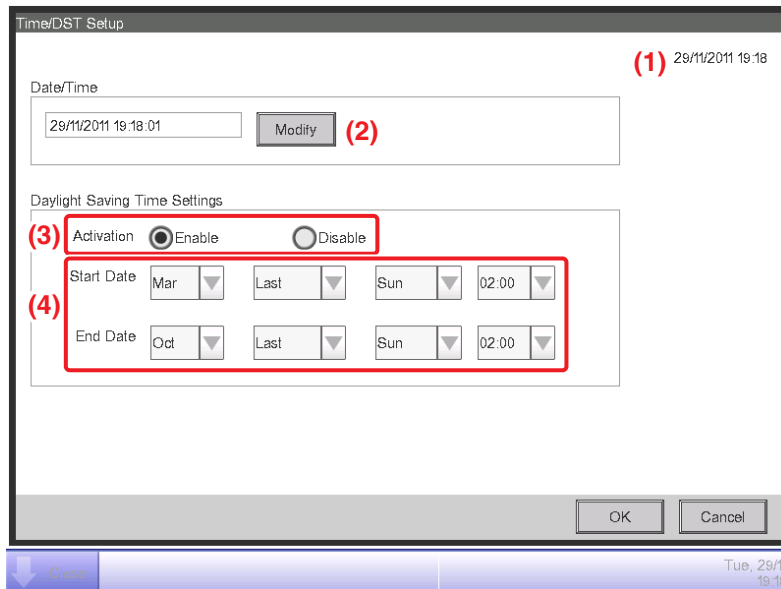 Time/DST Setup
(1) 29/11/2011 19:18
Date/Time
29/11/2011 19:18:01 Modify (2)
Daylight Saving Time Settings
(3) Activation Enable Disable
(4)
Start Date Mar Last Sun 02:00
End Date Oct Last Sun 02:00
OK Cancel
Close Tue, 29/1
19:1